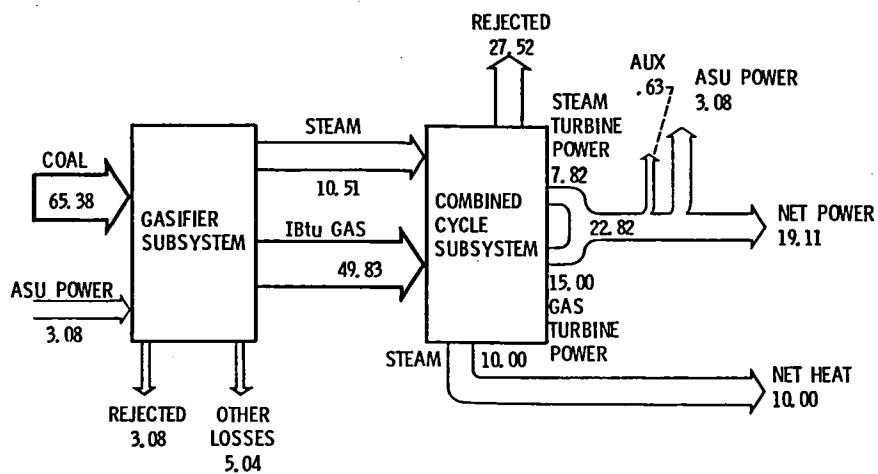 REJECTED
27.52
AUX
.63
ASU POWER
3.08
STEAM
TURBINE
POWER
7.82
STEAM
10.51
COAL
65.38
GASIFIER
SUBSYSTEM
COMBINED
CYCLE
SUBSYSTEM
IBtu GAS
49.83
22.82
NET POWER
19.11
ASU POWER
3.08
15.00
GAS
TURBINE
POWER
STEAM
10.00
NET HEAT
10.00
REJECTED
3.08
OTHER
LOSSES
5.04